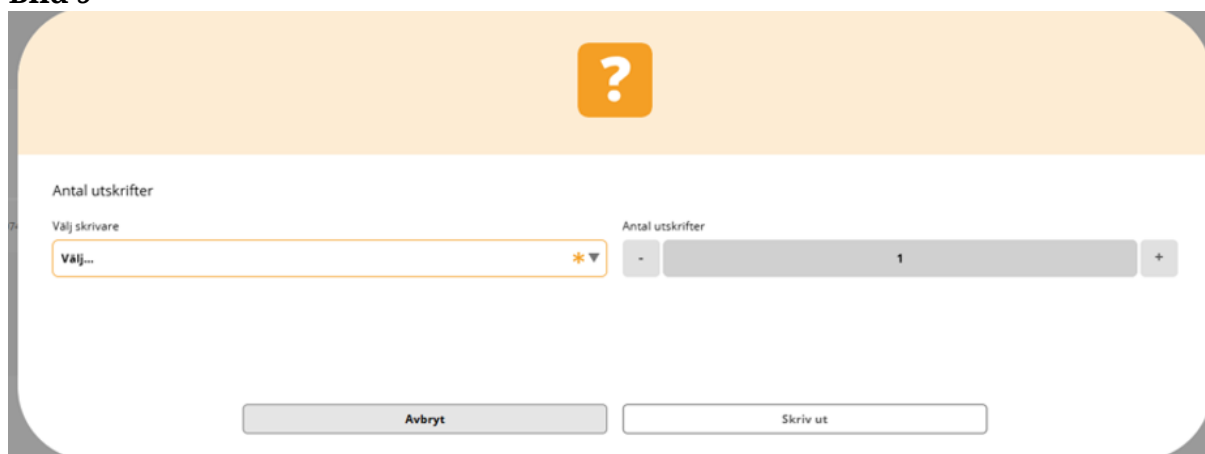 ?
Antal utskrifter
Välj skrivare
Antal utskrifter
Välj...
* ▼
-
1
+
Avbryt
Skriv ut